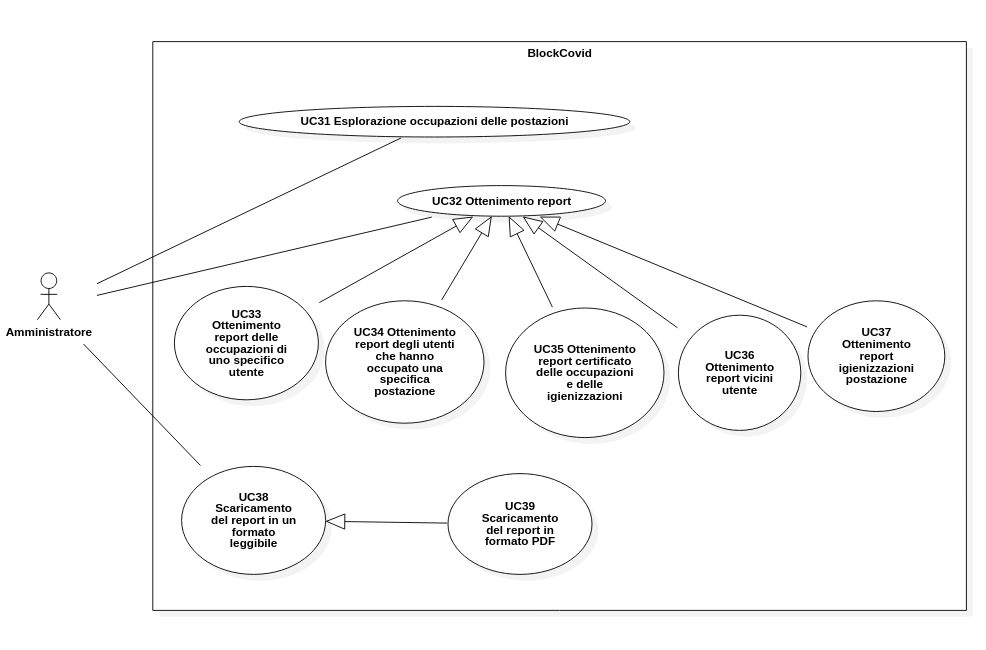 BlockCovid
UC31 Esplorazione occupazioni delle postazioni
UC32 Ottenimento report
Amministratore
UC33
Ottenimento
report delle
occupazioni di
uno specifico
utente
UC34 Ottenimento
report degli utenti
che hanno
occupato una
specifica
postazione
UC35 Ottenimento
report certificato
delle occupazioni
e delle
igienizzazioni
UC36
Ottenimento
report vicini
utente
UC37
Ottenimento
report
igienizzazioni
postazione
UC38
Scaricamento
del report in un
formato
leggibile
UC39
Scaricamento
del report in
formato PDF